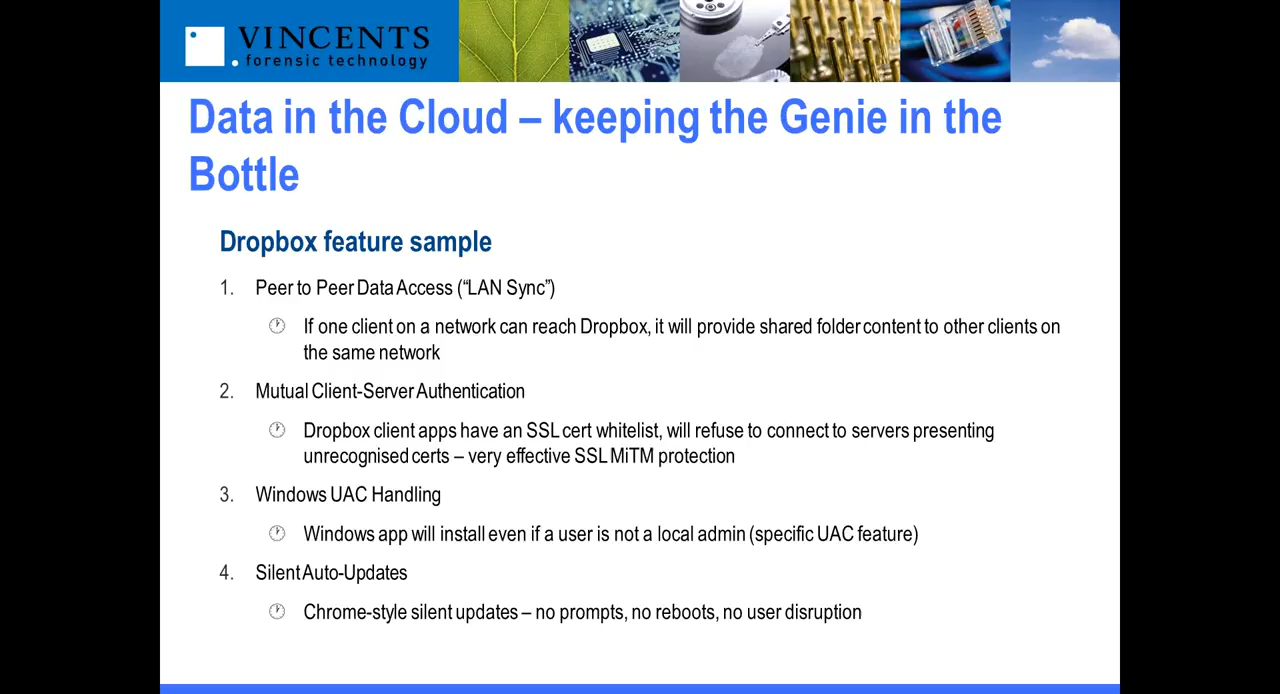 VINCENTS
forensic technology
Data in the Cloud – keeping the Genie in the
Bottle
Dropbox feature sample
1. Peer to Peer Data Access (“LAN Sync”)
If one client on a network can reach Dropbox, it will provide shared folder content to other clients on
the same network
2. Mutual Client-Server Authentication
Dropbox client apps have an SSL cert whitelist, will refuse to connect to servers presenting
unrecognised certs – very effective SSL MiTM protection
3. Windows UAC Handling
Windows app will install even if a user is not a local admin (specific UAC feature)
4. Silent Auto-Updates
Chrome-style silent updates – no prompts, no reboots, no user disruption